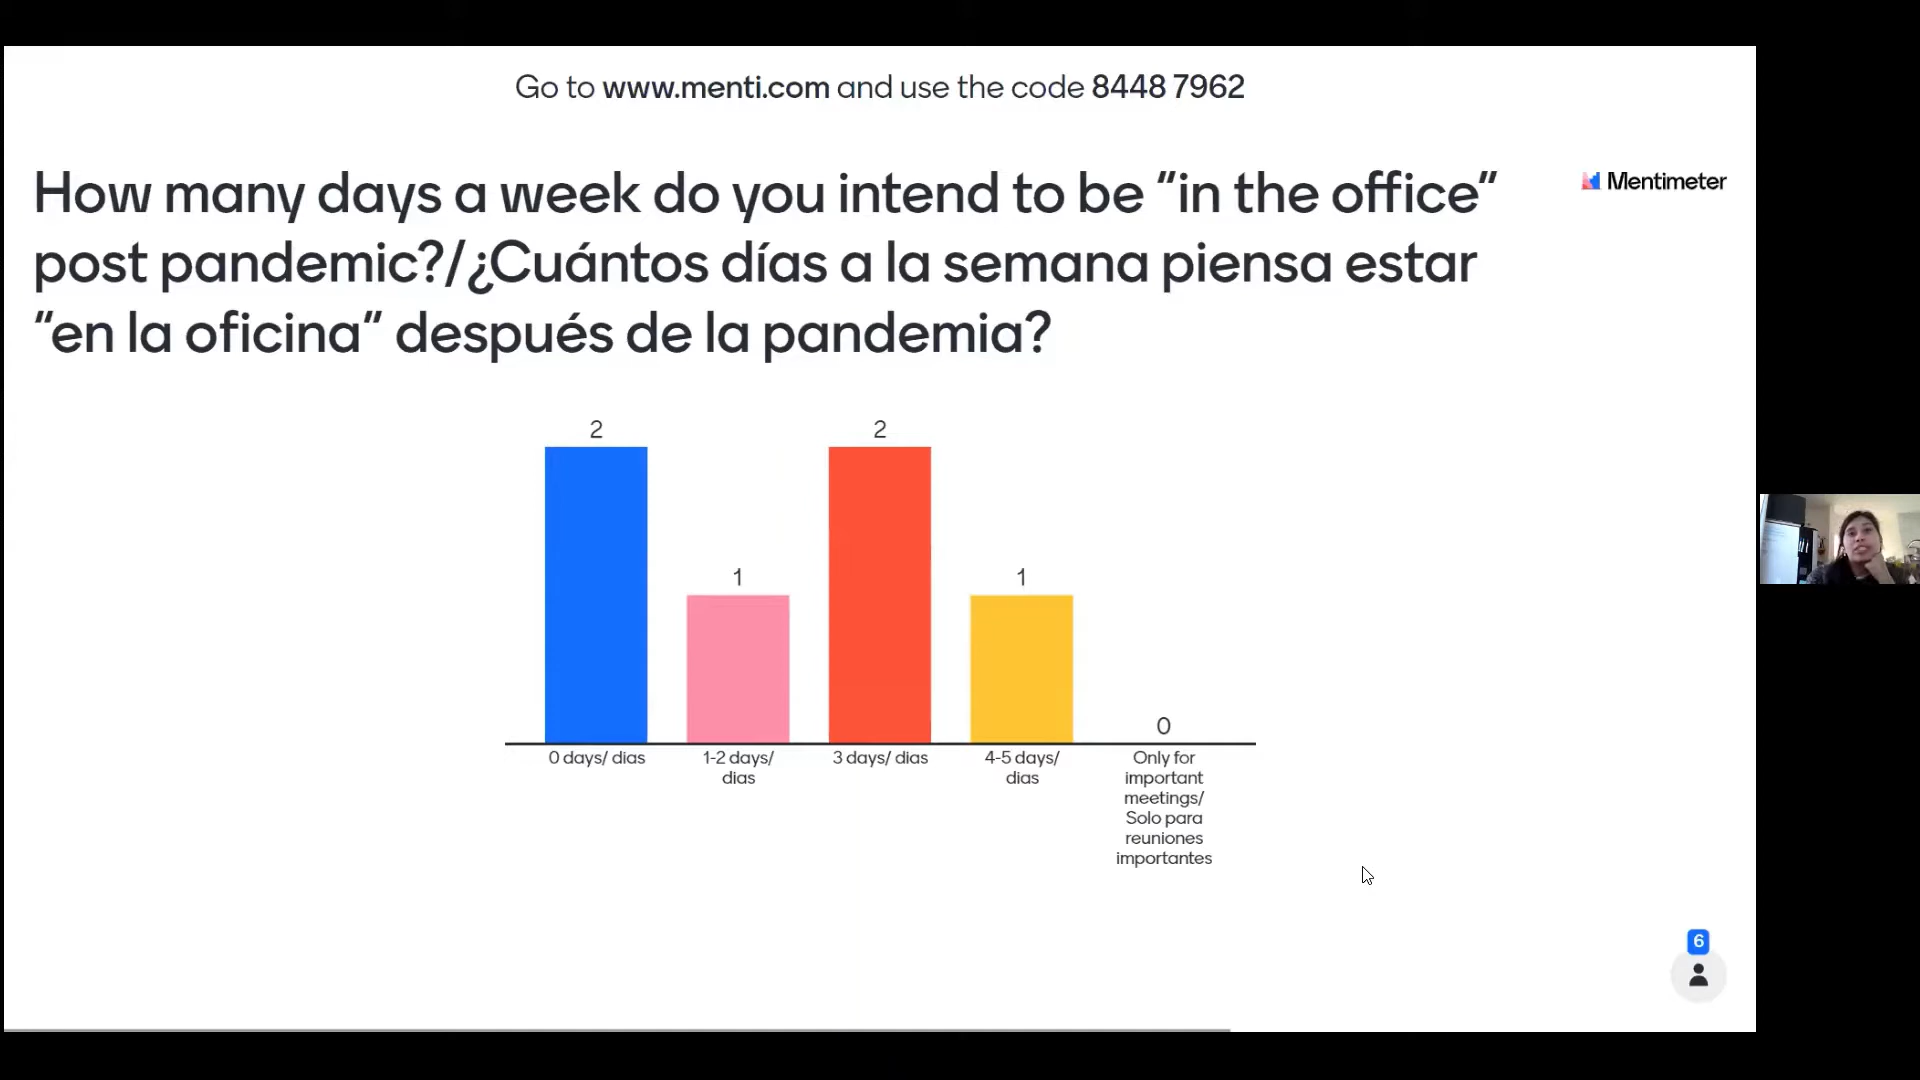 Go to www.menti.com and use the code 8448 7962
How many days a week do you intend to be “in the office”
post pandemic?/¿Cuántos días a la semana piensa estar
“en la oficina” después de la pandemia?
Mentimeter
2
1
2
1
0
0 days/ dias
1-2 days/
dias
3 days/ dias
4-5 days/
dias
Only for
important
meetings/
Solo para
reuniones
importantes
6